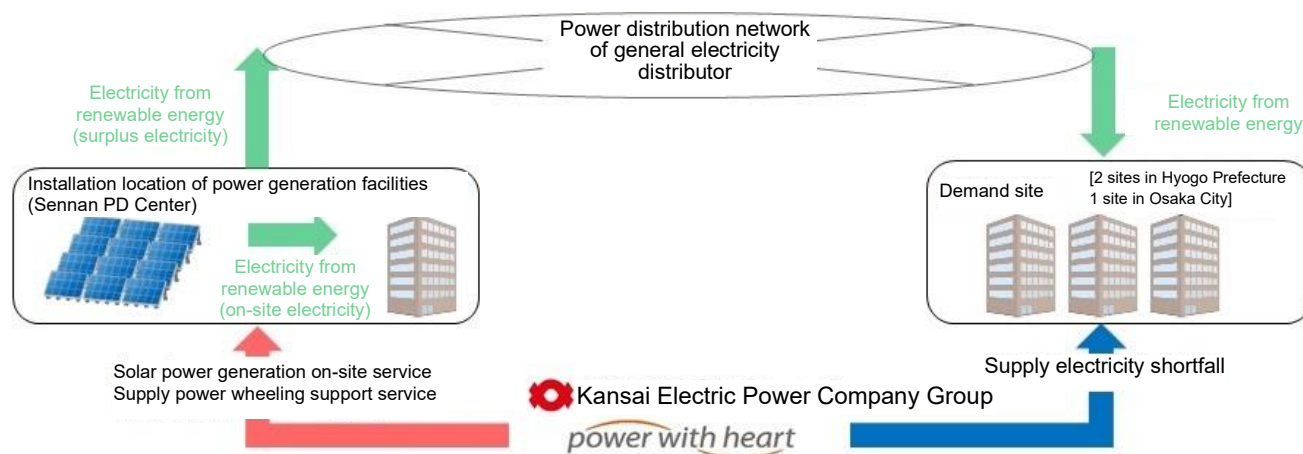 Power distribution network
of general electricity
distributor
Electricity from
renewable energy
(surplus electricity)
Electricity from
renewable energy
Installation location of power generation facilities
(Sennan PD Center)
Electricity from
renewable energy
(on-site electricity)
Demand site
[2 sites in Hyogo Prefecture
1 site in Osaka City]
Solar power generation on-site service
Supply power wheeling support service
Supply electricity shortfall
Kansai Electric Power Company Group
power with heart